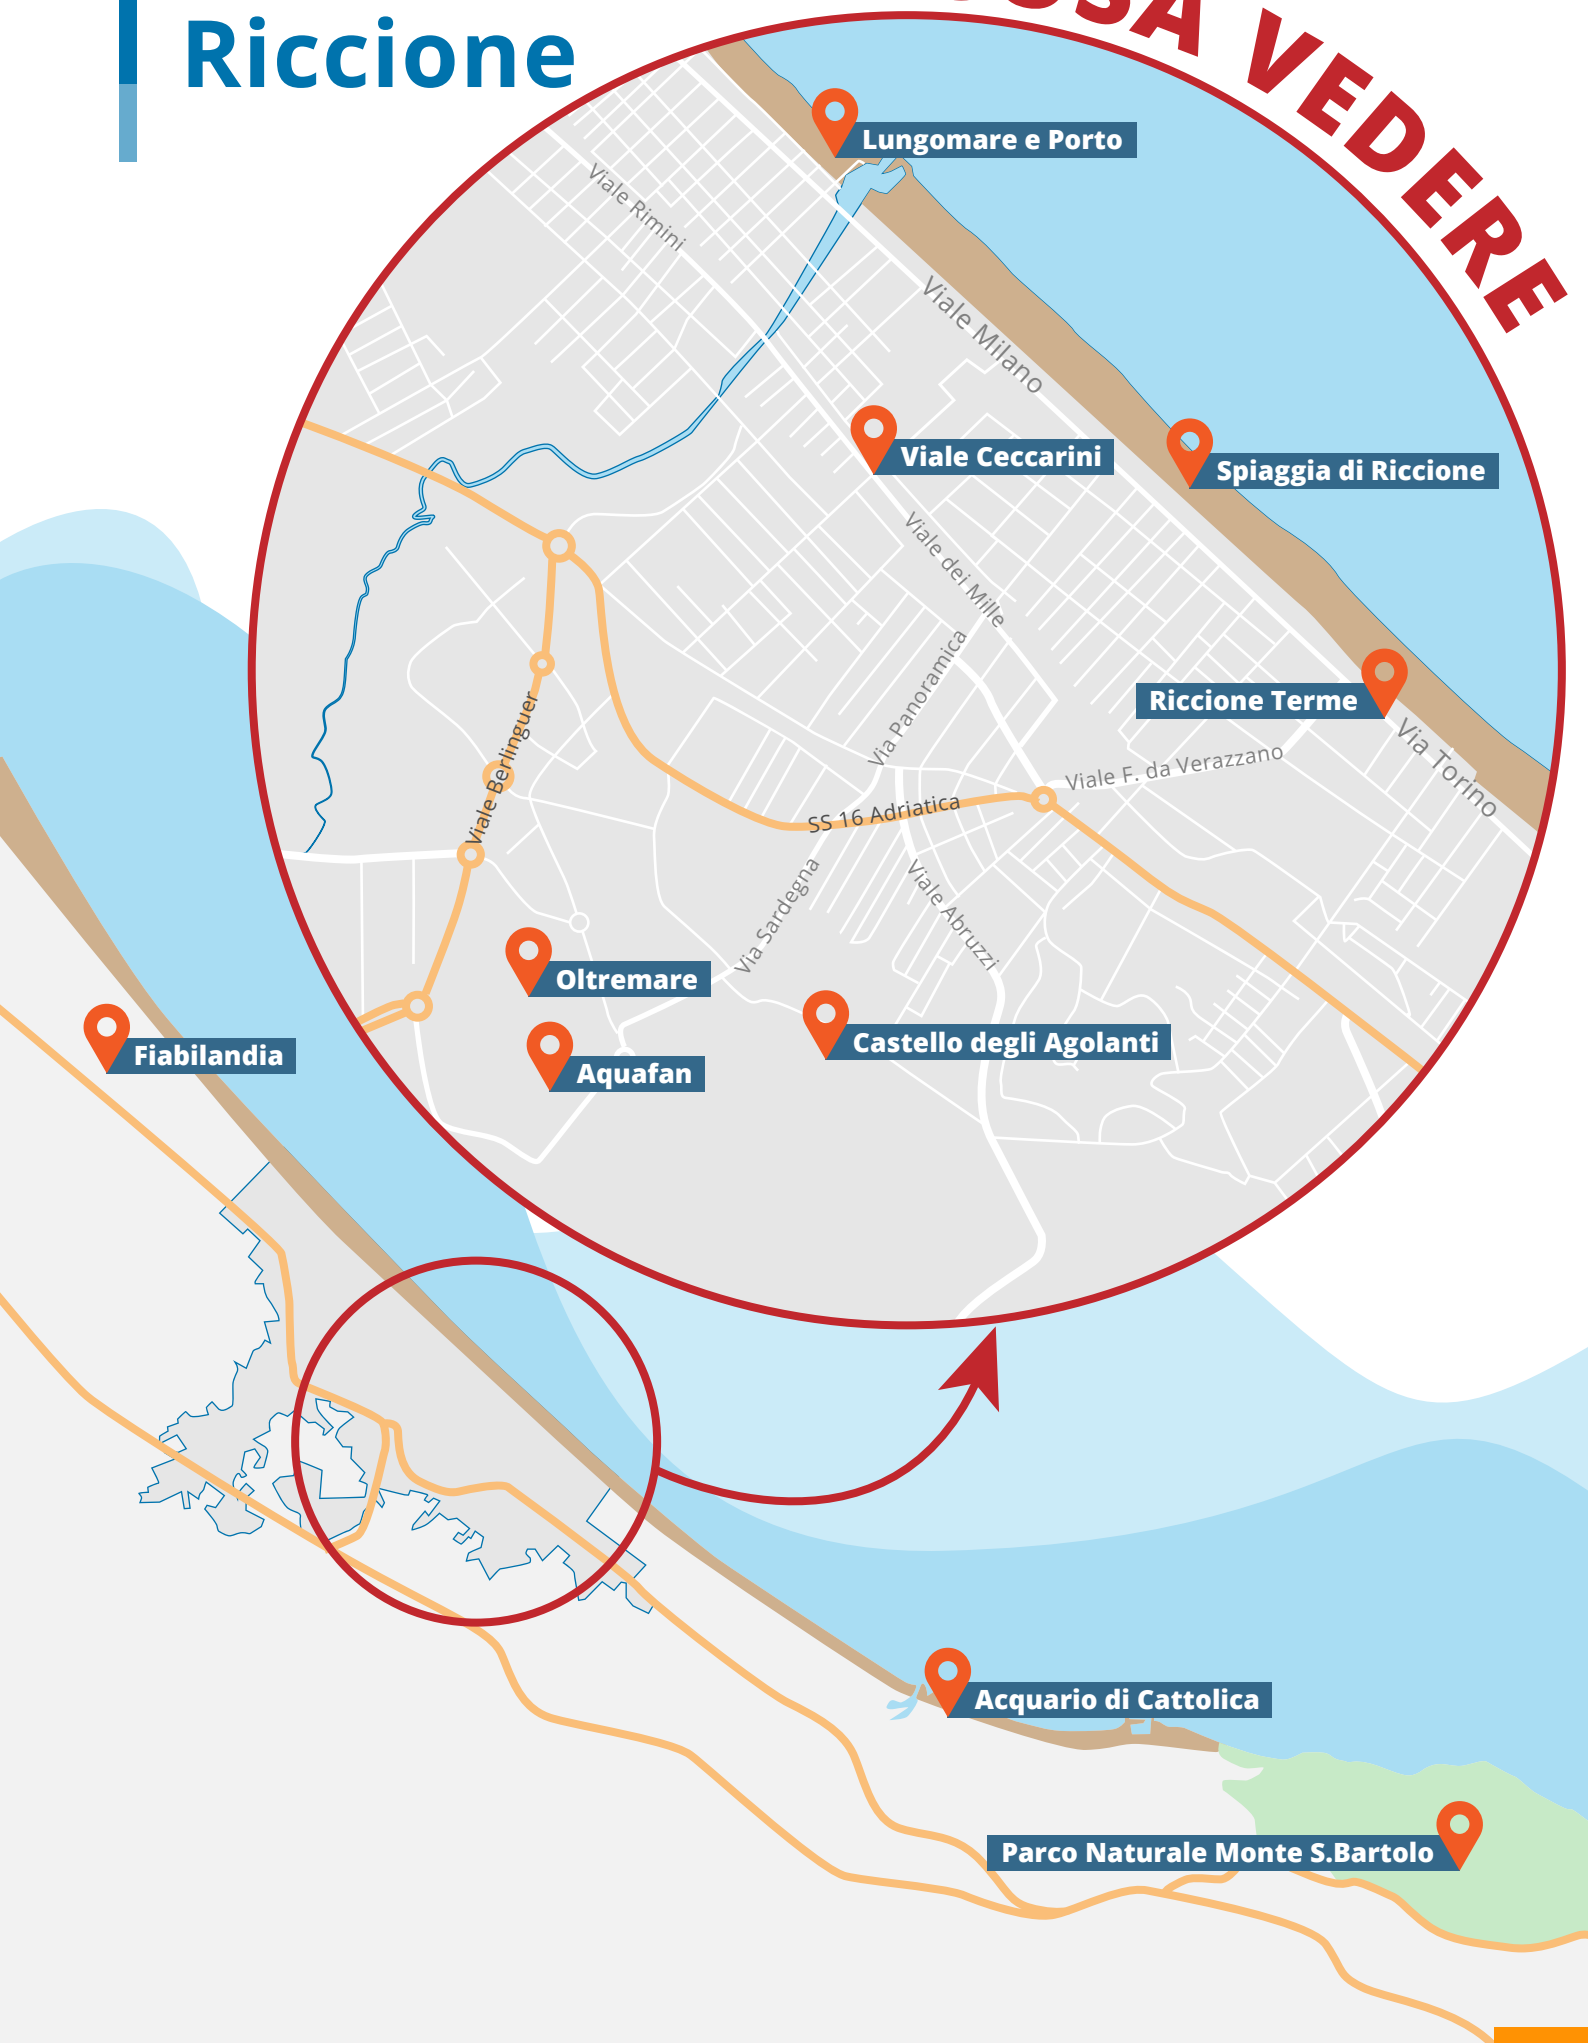 Riccione
VEDERE
Lungomare e Porto
Viale Rimini
Viale Milano
Viale Ceccarini
Spiaggia di Riccione
Viale dei Mille
Via Panoramica
Riccione Terme
Via Torino
Viale F. da Verazzano
Viale Berlinguer
SS 16 Adriatica
Via Sardegna
Viale Abruzzi
Oltremare
Castello degli Agolanti
Fiabilandia
Aquafan
Acquario di Cattolica
Parco Naturale Monte S.Bartolo